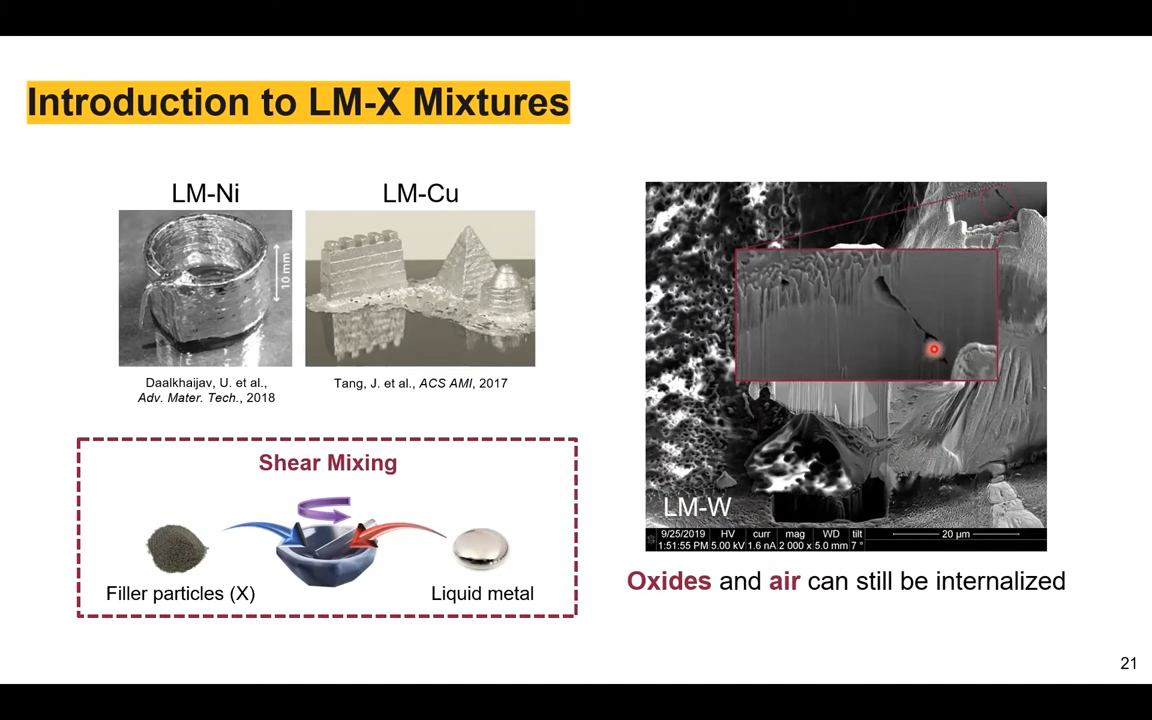 Introduction to LM-X Mixtures
LM-Ni
LM-Cu
10 mm
Daalkhaijav, U. et al.,
Adv. Mater. Tech., 2018
Tang, J. et al., ACS AMI, 2017
Shear Mixing
Filler particles (X)
Liquid metal
LM-W
9/25/2019 HV curr mag WD tilt
1:51:55 PM 5.00 kV 1.6 nA 2 000 x 5.0 mm 7 °
20 µm
Oxides and air can still be internalized
21